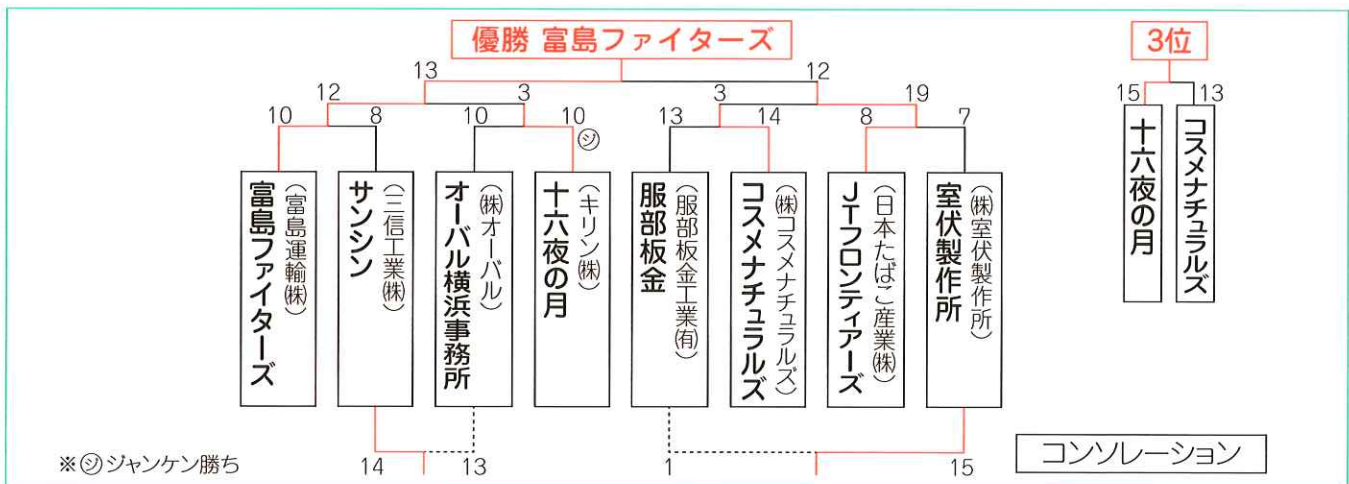 優勝 富島ファイターズ
3位
13
12
12
3
3
19
15
13
10
8
10
10
㋛
13
14
8
7
富島ファイターズ
(富島運輸㈱)
サンシン
(三信工業㈱)
オーバル横浜事務所
(㈱オーバル)
十六夜の月
(キリン㈱)
服部板金
(服部板金工業㈲)
コスメナチュラルズ
(㈱コスメナチュラルズ)
JTフロンティアーズ
(日本たばこ産業㈱)
室伏製作所
(㈱室伏製作所)
十六夜の月
コスメナチュラルズ
14
13
1
15
コンソレーション
※㋛ジャンケン勝ち